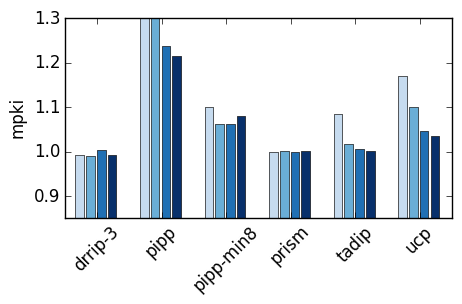 1.3
1.2
1.1
1.0
0.9
mpki
drrip-3
pipp
pipp-min8
prism
tadip
ucp